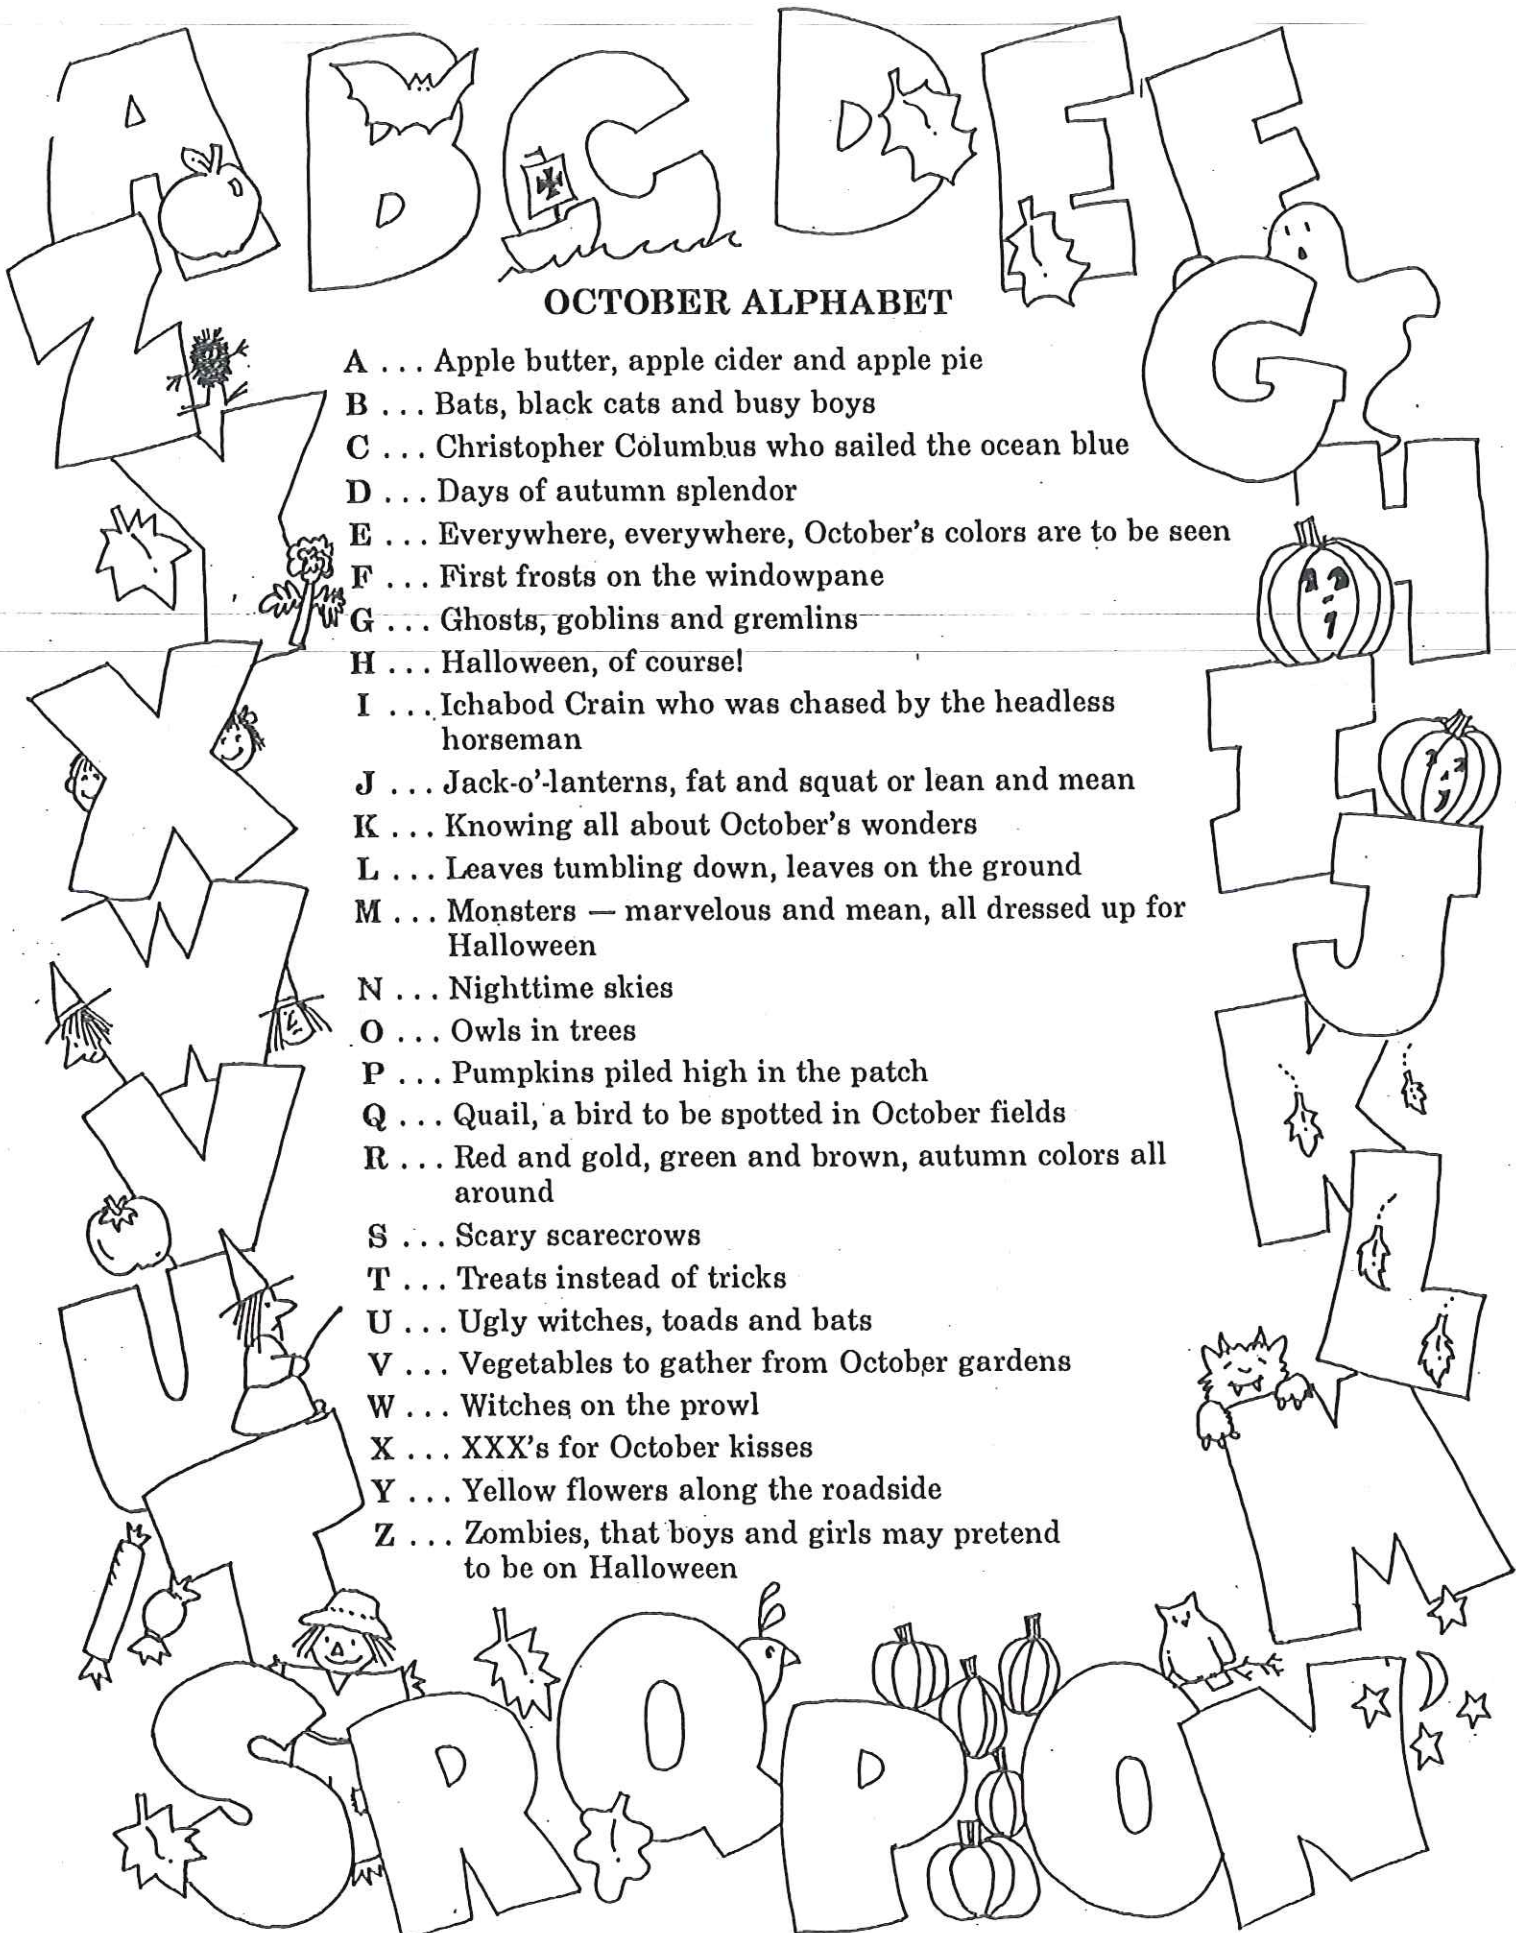 A B C D E F
G
H
I
J
K
L
M
N
O
P
Q
R
S
T
U
V
W
X
Y
Z
OCTOBER ALPHABET
A ... Apple butter, apple cider and apple pie
B ... Bats, black cats and busy boys
C ... Christopher Columbus who sailed the ocean blue
D ... Days of autumn splendor
E ... Everywhere, everywhere, October's colors are to be seen
F ... First frosts on the windowpane
G ... Ghosts, goblins and gremlins
H ... Halloween, of course!
I ... Ichabod Crain who was chased by the headless
horseman
J ... Jack-o'-lanterns, fat and squat or lean and mean
K ... Knowing all about October's wonders
L ... Leaves tumbling down, leaves on the ground
M ... Monsters — marvelous and mean, all dressed up for
Halloween
N ... Nighttime skies
O ... Owls in trees
P ... Pumpkins piled high in the patch
Q ... Quail, a bird to be spotted in October fields
R ... Red and gold, green and brown, autumn colors all
around
S ... Scary scarecrows
T ... Treats instead of tricks
U ... Ugly witches, toads and bats
V ... Vegetables to gather from October gardens
W ... Witches on the prowl
X ... XXX's for October kisses
Y ... Yellow flowers along the roadside
Z ... Zombies, that boys and girls may pretend
to be on Halloween